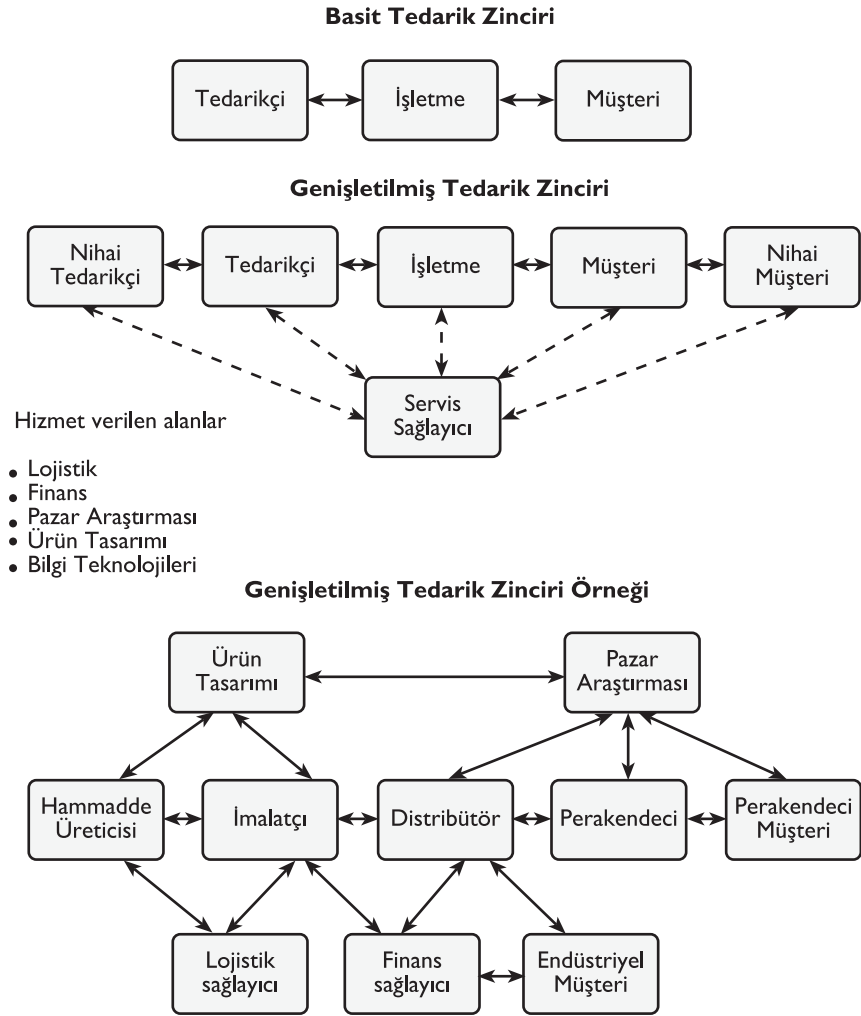 Basit Tedarik Zinciri
Tedarikçi
İşletme
Müşteri
Genişletilmiş Tedarik Zinciri
Nihai
Tedarikçi
Tedarikçi
İşletme
Müşteri
Nihai
Müşteri
Servis
Sağlayıcı
Hizmet verilen alanlar
• Lojistik
• Finans
• Pazar Araştırması
• Ürün Tasarımı
• Bilgi Teknolojileri
Genişletilmiş Tedarik Zinciri Örneği
Ürün
Tasarımı
Pazar
Araştırması
Hammadde
Üreticisi
İmalatçı
Distribütör
Perakendeci
Perakendeci
Müşteri
Lojistik
sağlayıcı
Finans
sağlayıcı
Endüstriyel
Müşteri